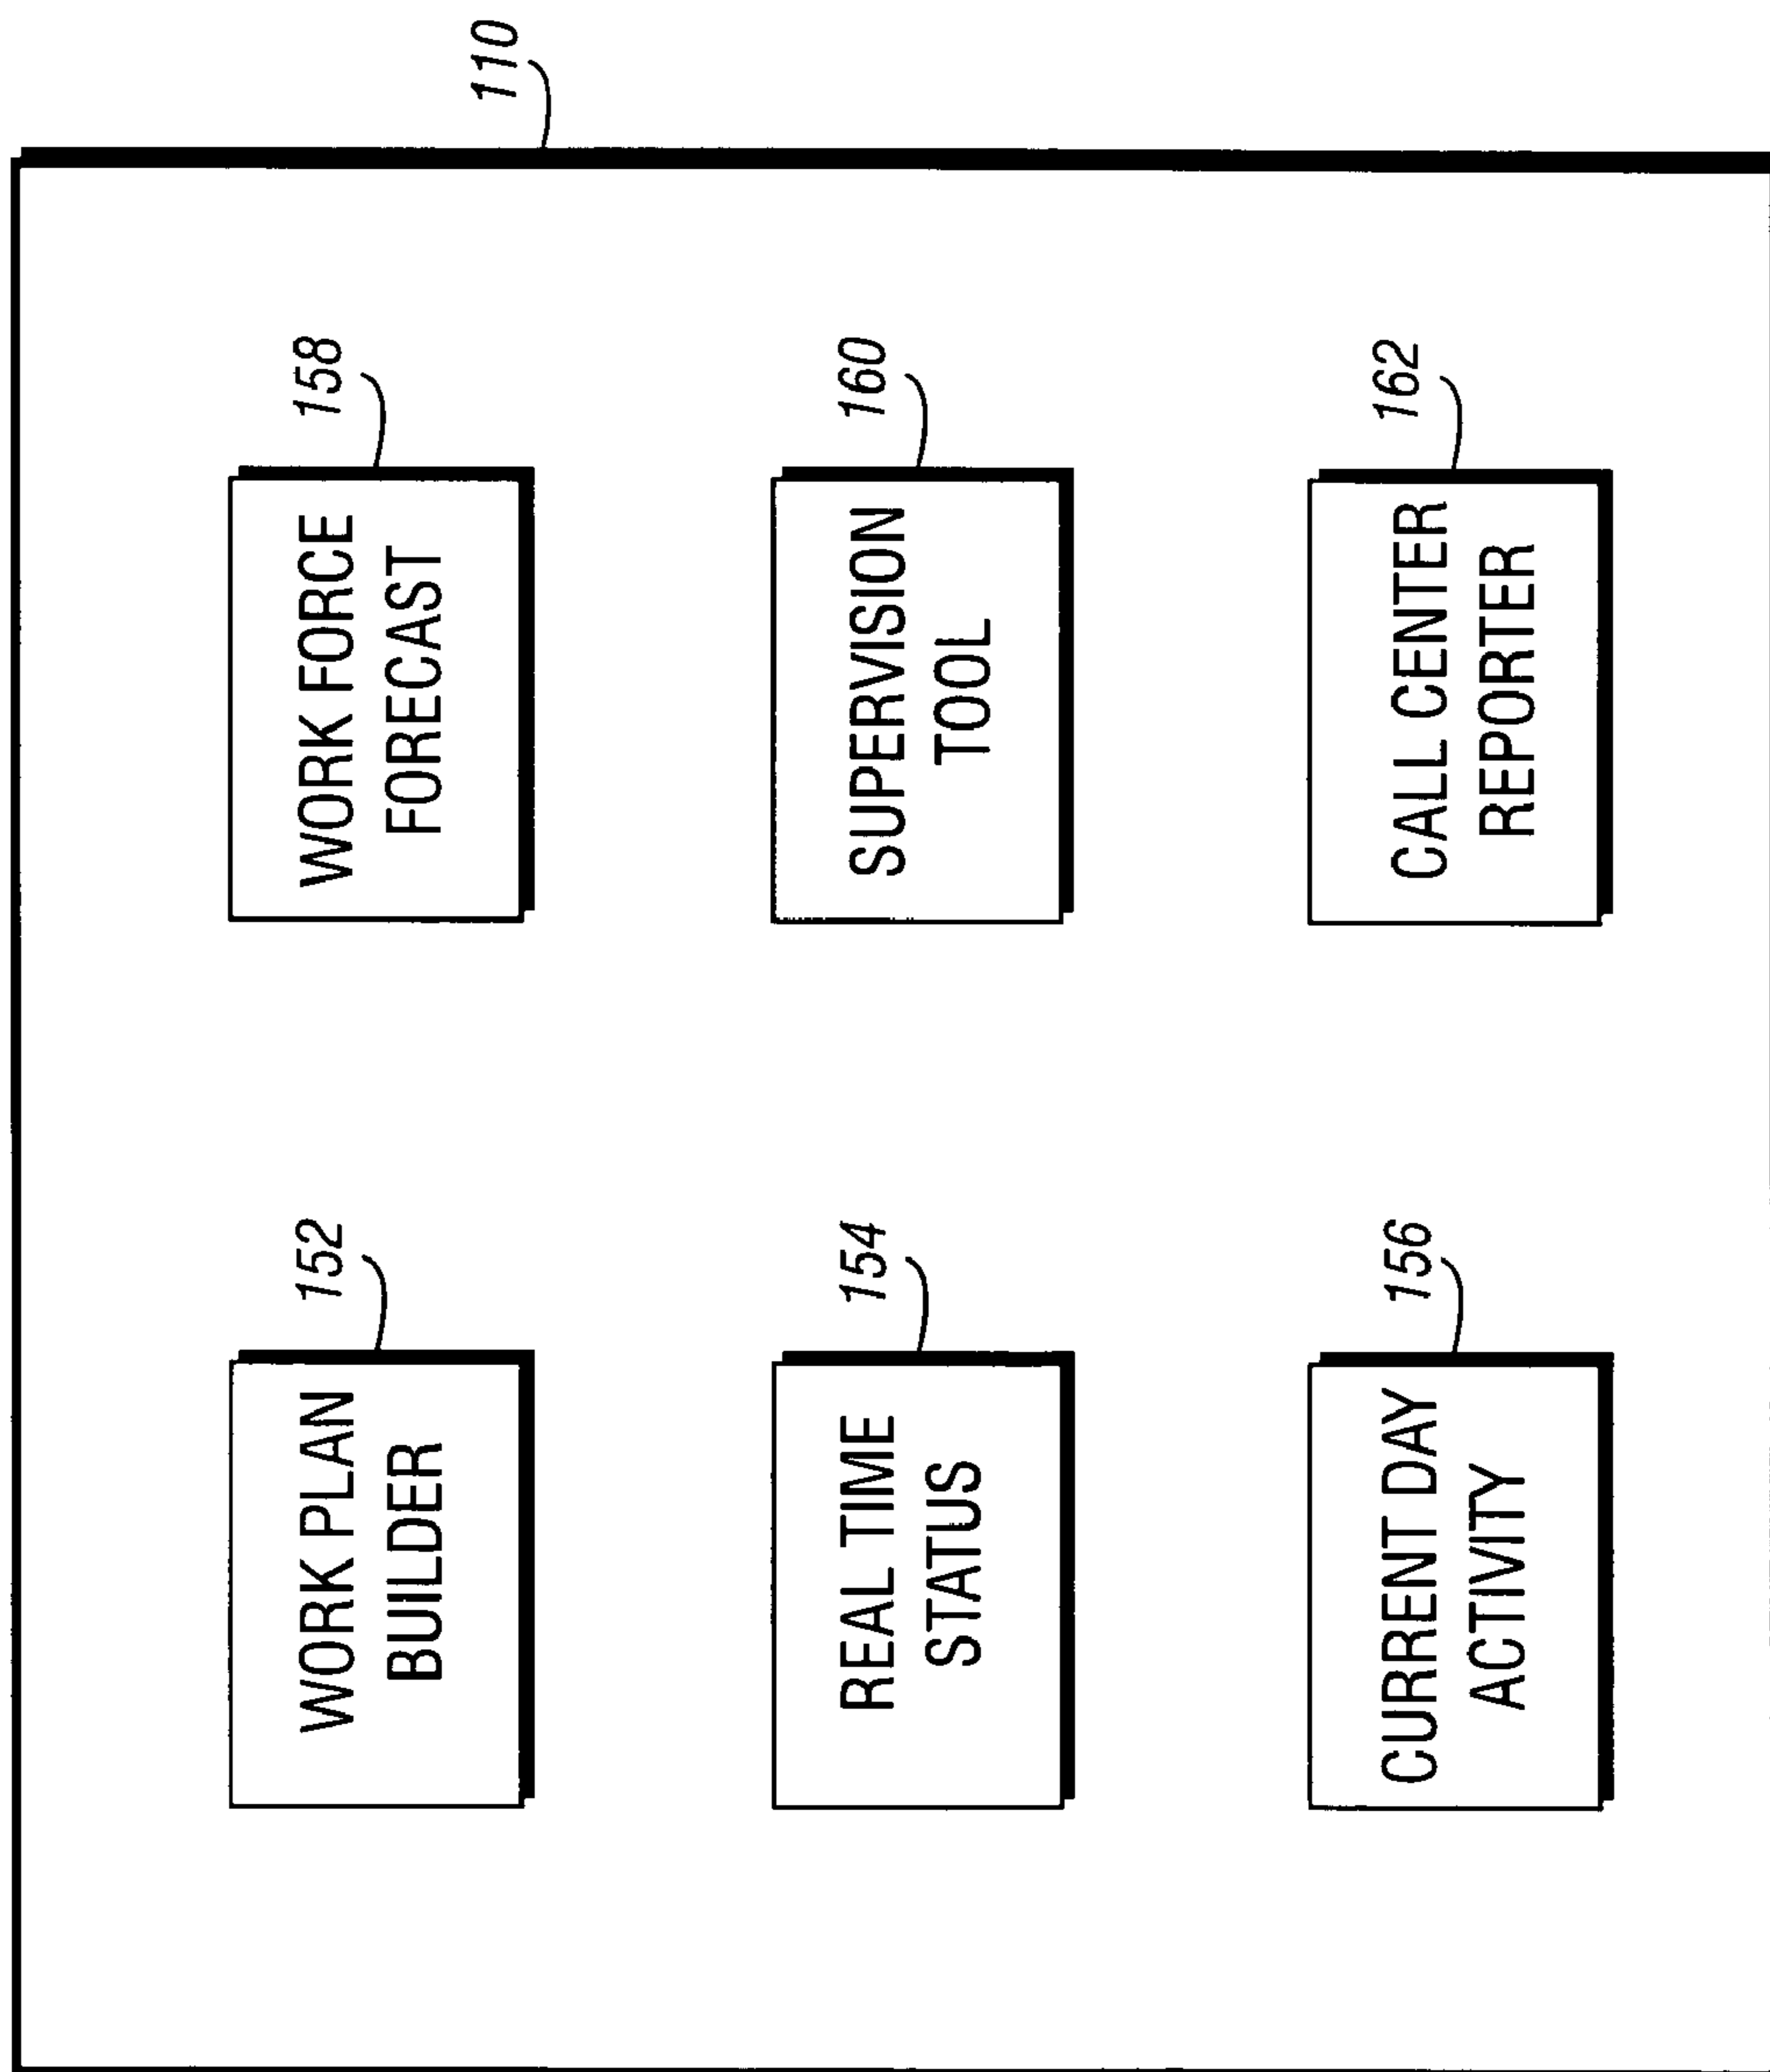 110
152
WORK PLAN
BUILDER
158
WORK FORCE
FORECAST
154
REAL TIME
STATUS
160
SUPERVISION
TOOL
156
CURRENT DAY
ACTIVITY
162
CALL CENTER
REPORTER